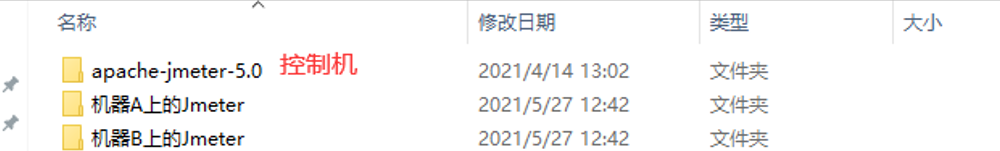 名称 修改日期 类型 大小
apache-jmeter-5.0 控制机 2021/4/14 13:02 文件夹
机器A上的Jmeter 2021/5/27 12:42 文件夹
机器B上的Jmeter 2021/5/27 12:42 文件夹